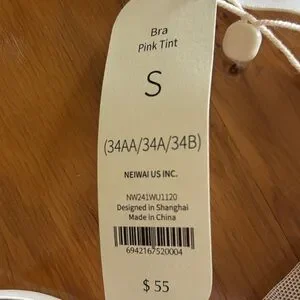 Bra
Pink Tint
S
(34AA/34A/34B)
NEIWAI US INC.
NW241WU1120
Designed in Shanghai
Made in China
6942167520004
$ 55